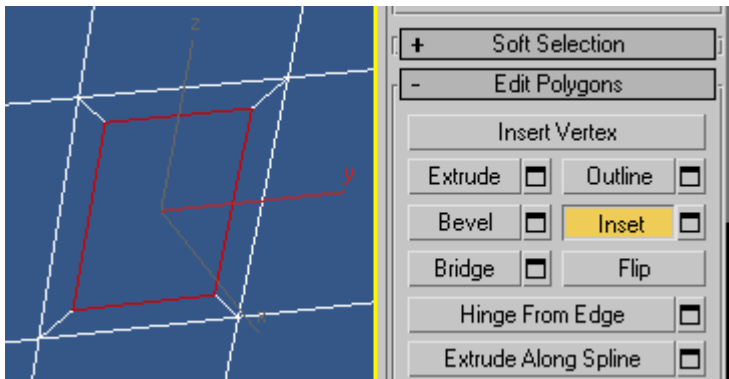 z
y
x
+ Soft Selection
- Edit Polygons
Insert Vertex
Extrude Outline
Bevel Inset
Bridge Flip
Hinge From Edge
Extrude Along Spline